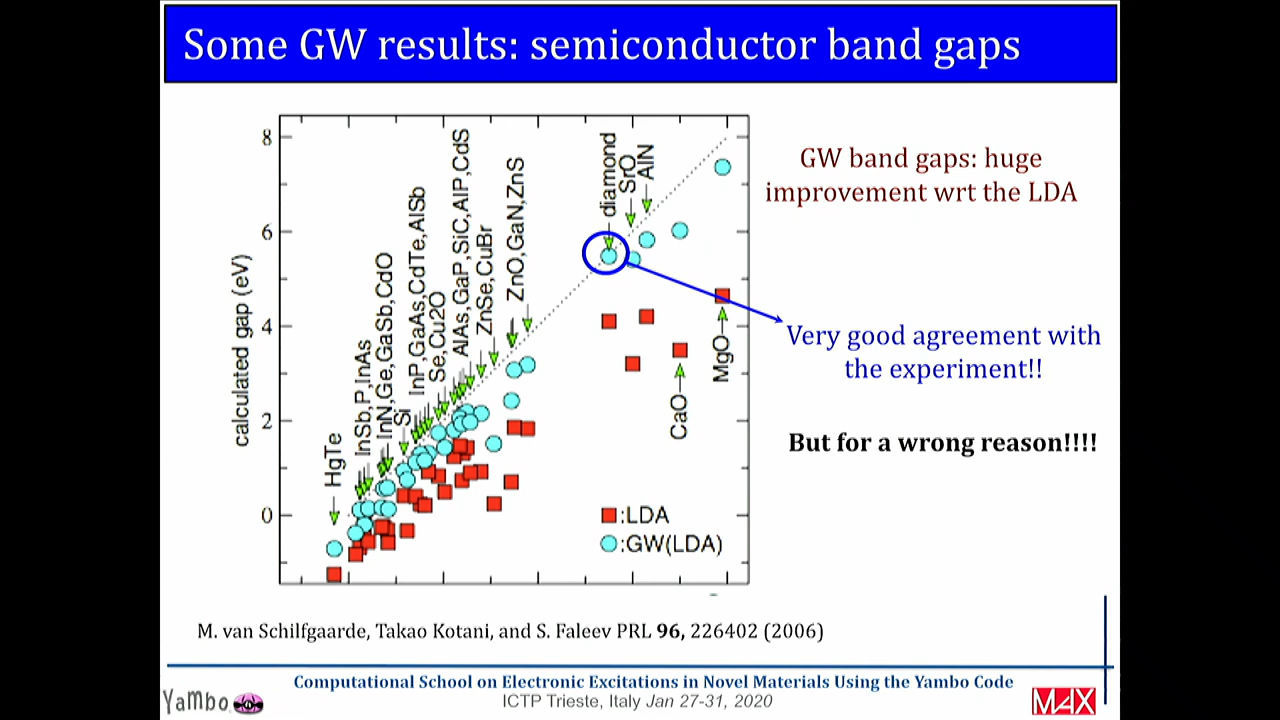 Some GW results: semiconductor band gaps
GW band gaps: huge
improvement wrt the LDA
Very good agreement with
the experiment!!
But for a wrong reason!!!!
calculated gap (eV)
8
6
4
2
0
HgTe
InSb,P,InAs
InN,Ge,GaSb,CdO
Si
InP,GaAs,CdTe,AlSb
Se,Cu2O
AlAs,GaP,SiC,AlP,CdS
ZnSe,CuBr
ZnO,GaN,ZnS
diamond
SrO
AlN
CaO
MgO
:LDA
:GW(LDA)
M. van Schilfgaarde, Takao Kotani, and S. Faleev PRL 96, 226402 (2006)
Computational School on Electronic Excitations in Novel Materials Using the Yambo Code
ICTP Trieste, Italy Jan 27-31, 2020
Yambo
MAX